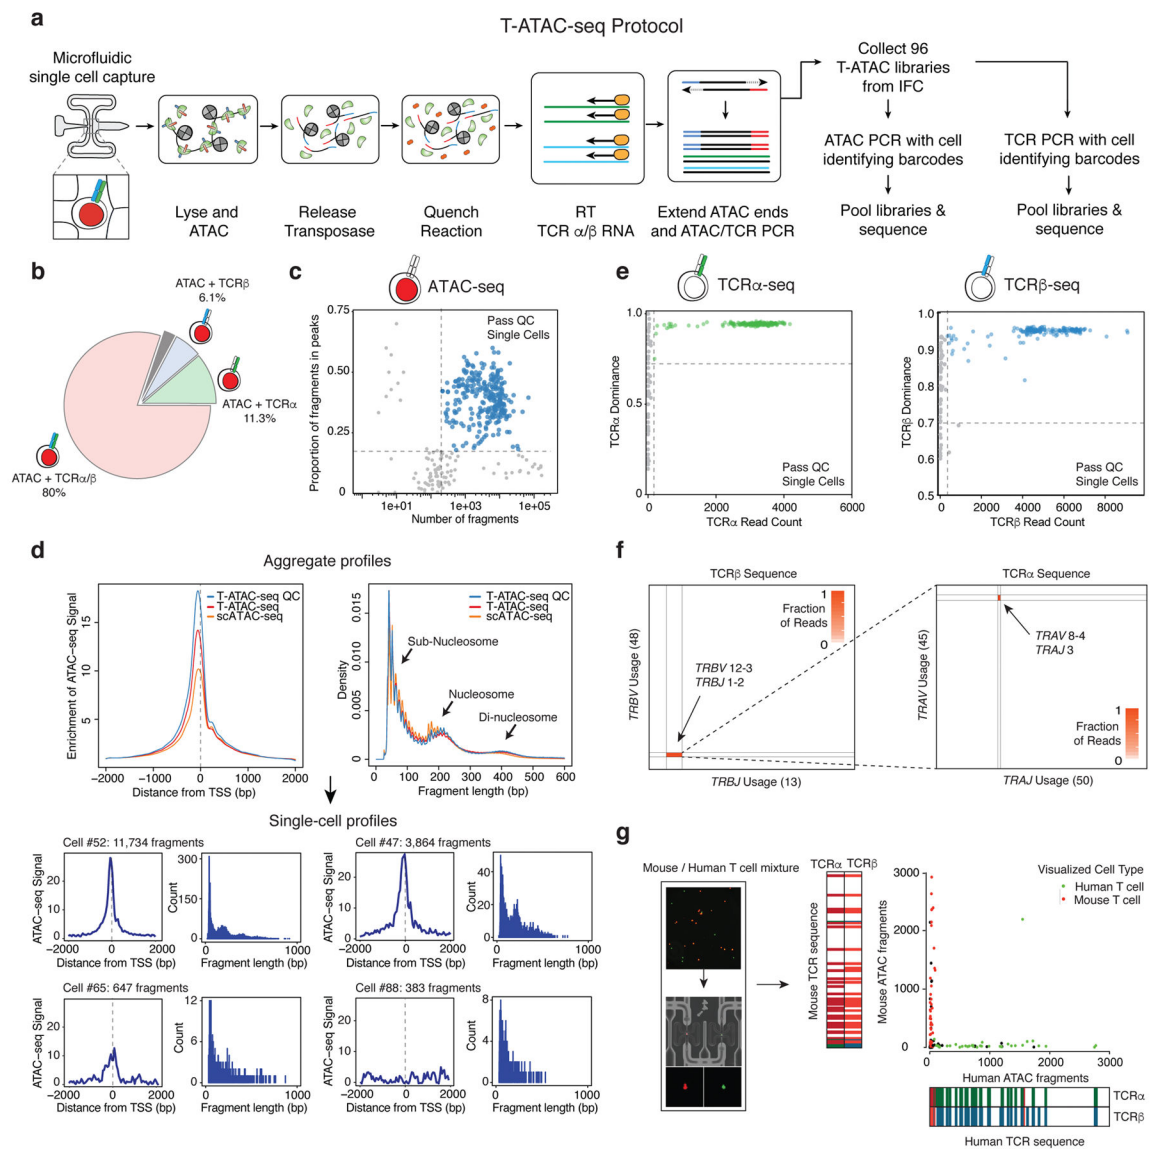 a
T-ATAC-seq Protocol
Microfluidic
single cell capture
Lyse and
ATAC
Release
Transposase
Quench
Reaction
RT
TCR α/β RNA
Extend ATAC ends
and ATAC/TCR PCR
Collect 96
T-ATAC libraries
from IFC
ATAC PCR with cell
identifying barcodes
Pool libraries &
sequence
TCR PCR with cell
identifying barcodes
Pool libraries &
sequence
b
ATAC + TCRβ
6.1%
ATAC + TCRα
11.3%
ATAC + TCRα/β
80%
c
ATAC-seq
Proportion of fragments in peaks
0.75
0.50
0.25
0
Pass QC
Single Cells
1e+01
1e+03
1e+05
Number of fragments
e
TCRα-seq
TCRα Dominance
1.0
0.5
0
Pass QC
Single Cells
0
2000
4000
6000
TCRα Read Count
TCRβ-seq
TCRβ Dominance
1.0
0.9
0.8
0.7
0.6
0.5
Pass QC
Single Cells
0
2000
4000
6000
8000
TCRβ Read Count
d
Aggregate profiles
Enrichment of ATAC–seq Signal
15
10
5
T-ATAC-seq QC
T-ATAC-seq
scATAC-seq
−2000
−1000
0
1000
2000
Distance from TSS (bp)
Density
0.015
0.010
0.005
0
T-ATAC-seq QC
T-ATAC-seq
scATAC-seq
Sub-Nucleosome
Nucleosome
Di-nucleosome
0
100
200
300
400
500
600
Fragment length (bp)
Single-cell profiles
Cell #52: 11,734 fragments
ATAC–seq Signal
20
10
0
−2000
0
2000
Distance from TSS (bp)
Count
300
150
0
0
1000
Fragment length (bp)
Cell #47: 3,864 fragments
ATAC–seq Signal
20
10
0
−2000
0
2000
Distance from TSS (bp)
Count
40
20
0
0
1000
Fragment length (bp)
Cell #65: 647 fragments
ATAC–seq Signal
20
10
0
−2000
0
2000
Distance from TSS (bp)
Count
12
6
0
0
1000
Fragment length (bp)
Cell #88: 383 fragments
ATAC–seq Signal
20
10
0
−2000
0
2000
Distance from TSS (bp)
Count
8
4
0
0
1000
Fragment length (bp)
f
TCRβ Sequence
TRBV Usage (48)
1
Fraction
of Reads
0
TRBV 12-3
TRBJ 1-2
TRBJ Usage (13)
TCRα Sequence
TRAV Usage (45)
TRAV 8-4
TRAJ 3
1
Fraction
of Reads
0
TRAJ Usage (50)
g
Mouse / Human T cell mixture
TCRα TCRβ
Mouse TCR sequence
Mouse ATAC fragments
3000
2000
1000
0
Visualized Cell Type
Human T cell
Mouse T cell
0
1000
2000
3000
Human ATAC fragments
TCRα
TCRβ
Human TCR sequence